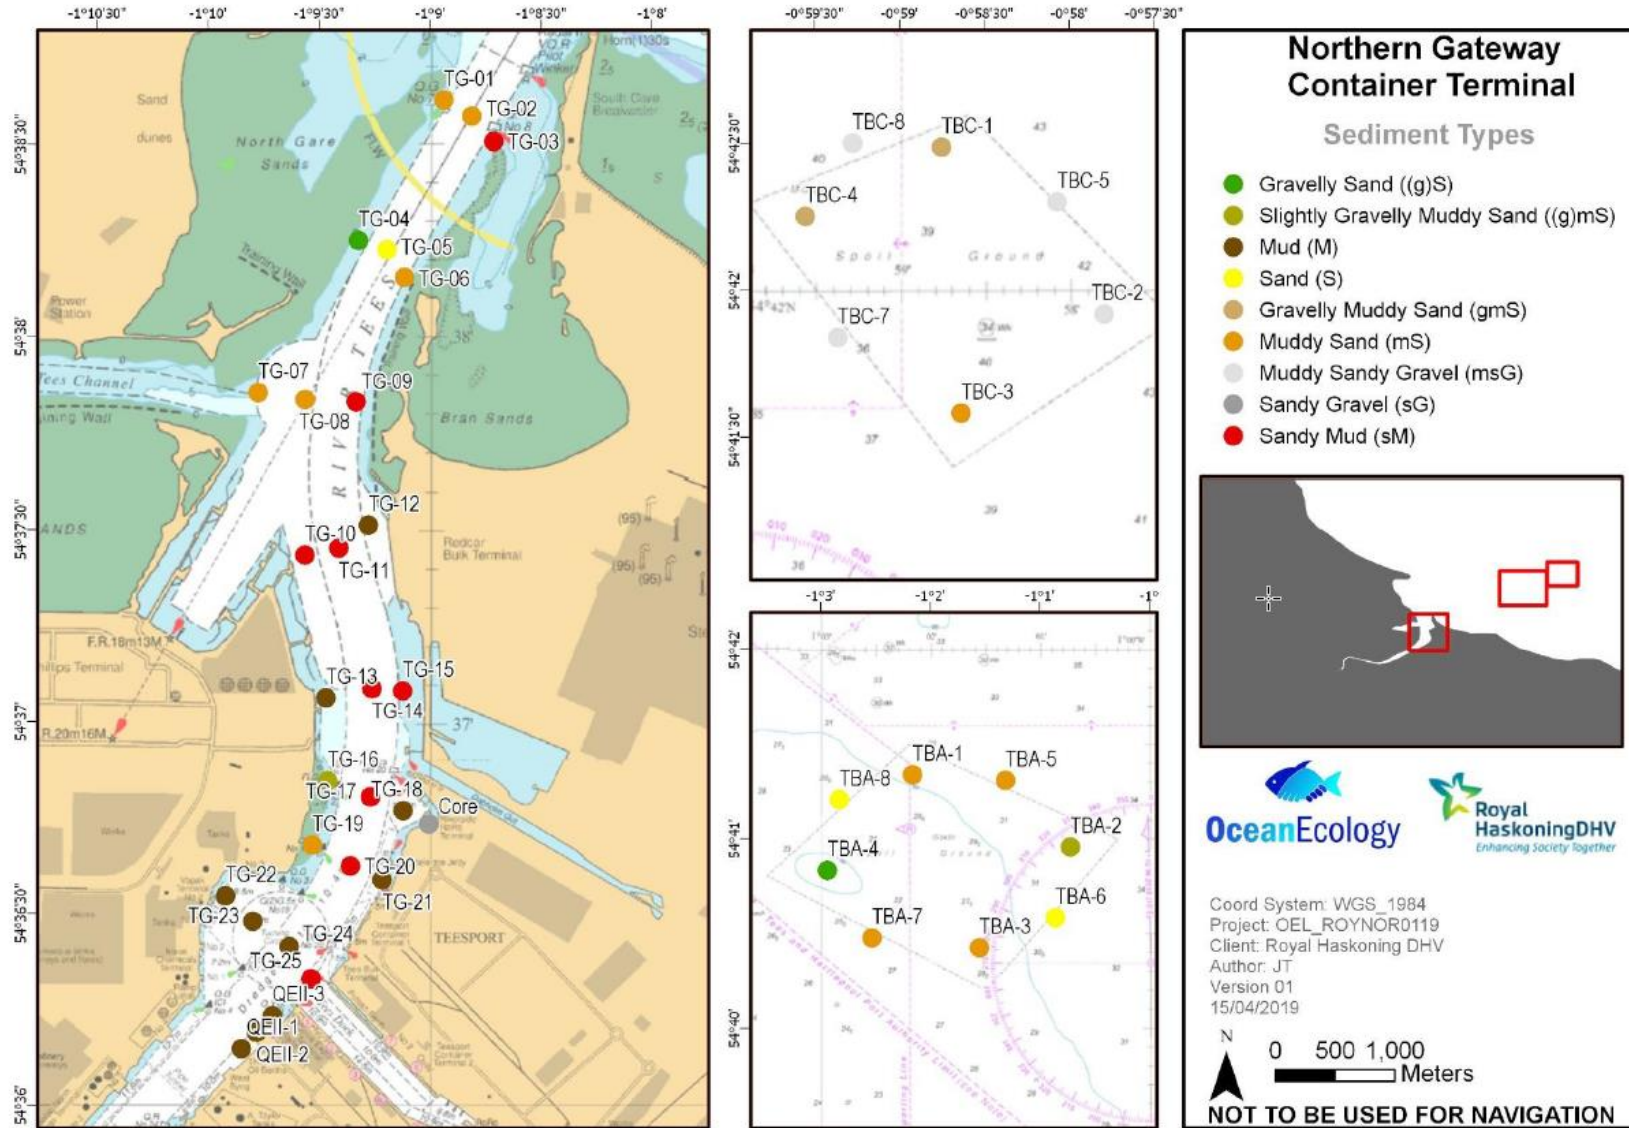 -1°10'30" -1°10' -1°9'30" -1°9' -1°8'30" -1°8'
54°38'30"
54°38'
54°37'30"
54°37'
54°36'30"
54°36'
Sand
dunes
North Gare
Sands
South Gare
Breakwater
Training Wall
Power
Station
Tees Channel
Bran Sands
RIVER TEES
Redcar
Bulk Terminal
F.R.18m13M
R.20m16M
TEESPORT
TG-01
TG-02
TG-03
TG-04
TG-05
TG-06
TG-07
TG-08
TG-09
TG-10
TG-11
TG-12
TG-13
TG-14
TG-15
TG-16
TG-17
TG-18
Core
TG-19
TG-20
TG-21
TG-22
TG-23
TG-24
TG-25
QEII-3
QEII-1
QEII-2
-0°59'30" -0°59' -0°58'30" -0°58' -0°57'30"
54°42'30"
54°42'
54°41'30"
TBC-8
TBC-1
TBC-5
TBC-4
Spoil Ground
TBC-2
TBC-7
TBC-3
-1°3' -1°2' -1°1' -1°
54°42'
54°41'
54°40'
TBA-1
TBA-5
TBA-8
TBA-2
TBA-4
TBA-6
TBA-7
TBA-3
Northern Gateway
Container Terminal
Sediment Types
Gravelly Sand ((g)S)
Slightly Gravelly Muddy Sand ((g)mS)
Mud (M)
Sand (S)
Gravelly Muddy Sand (gmS)
Muddy Sand (mS)
Muddy Sandy Gravel (msG)
Sandy Gravel (sG)
Sandy Mud (sM)
OceanEcology
Royal
HaskoningDHV
Enhancing Society Together
Coord System: WGS_1984
Project: OEL_ROYNOR0119
Client: Royal Haskoning DHV
Author: JT
Version 01
15/04/2019
N
0 500 1,000
Meters
NOT TO BE USED FOR NAVIGATION